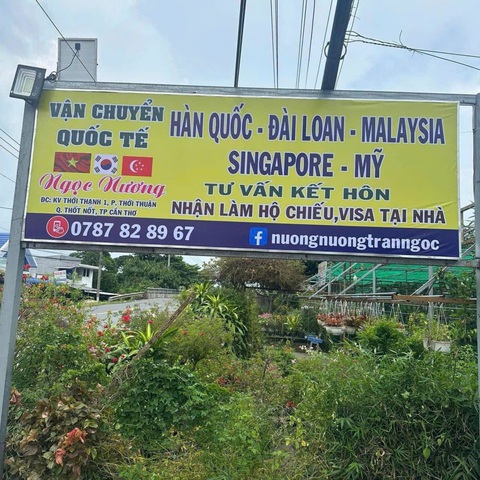 VẬN CHUYỂN
QUỐC TẾ
Ngọc Nương
ĐC: KV THỚI THẠNH 1, P. THỚI THUẬN
Q. THỐT NỐT, TP CẦN THƠ
0787 82 89 67
HÀN QUỐC - ĐÀI LOAN - MALAYSIA
SINGAPORE - MỸ
TƯ VẤN KẾT HÔN
NHẬN LÀM HỘ CHIẾU,VISA TẠI NHÀ
nuongnuongtranngoc